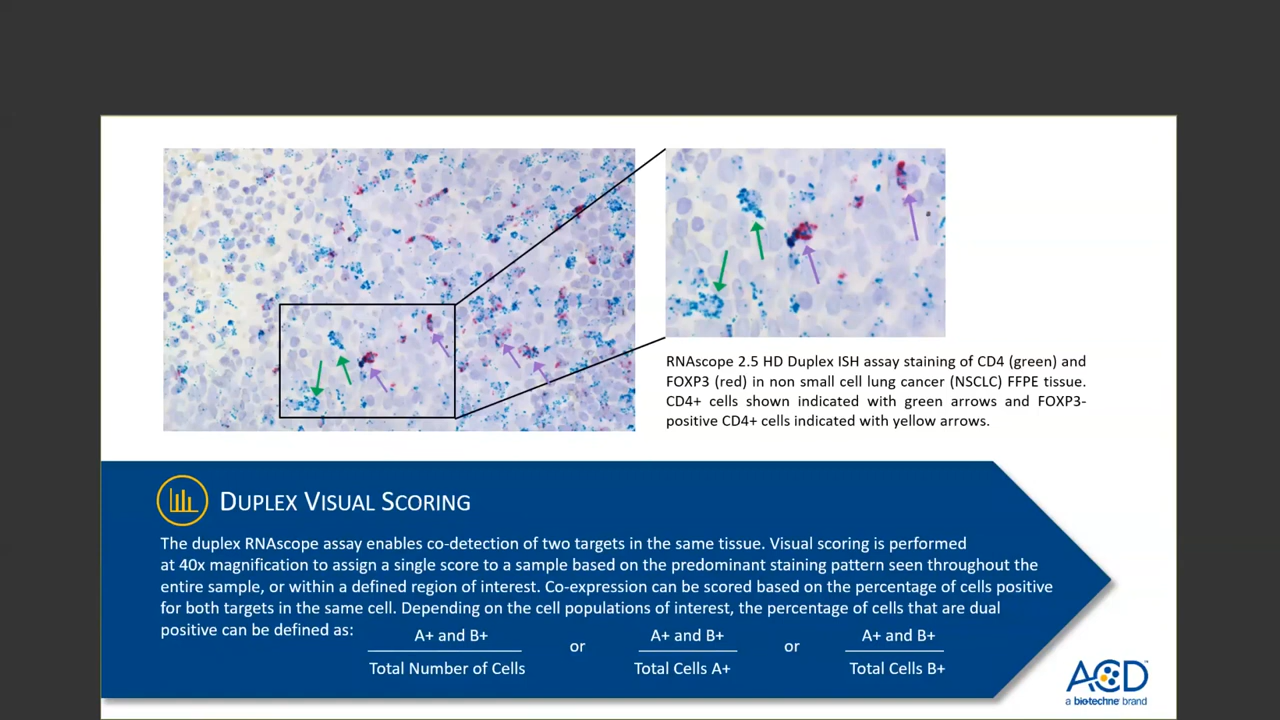 RNAscope 2.5 HD Duplex ISH assay staining of CD4 (green) and
FOXP3 (red) in non small cell lung cancer (NSCLC) FFPE tissue.
CD4+ cells shown indicated with green arrows and FOXP3-
positive CD4+ cells indicated with yellow arrows.
DUPLEX VISUAL SCORING
The duplex RNAscope assay enables co-detection of two targets in the same tissue. Visual scoring is performed
at 40x magnification to assign a single score to a sample based on the predominant staining pattern seen throughout the
entire sample, or within a defined region of interest. Co-expression can be scored based on the percentage of cells positive
for both targets in the same cell. Depending on the cell populations of interest, the percentage of cells that are dual
positive can be defined as:
A+ and B+
Total Number of Cells
or
A+ and B+
Total Cells A+
or
A+ and B+
Total Cells B+
ACD™
a biotechne brand